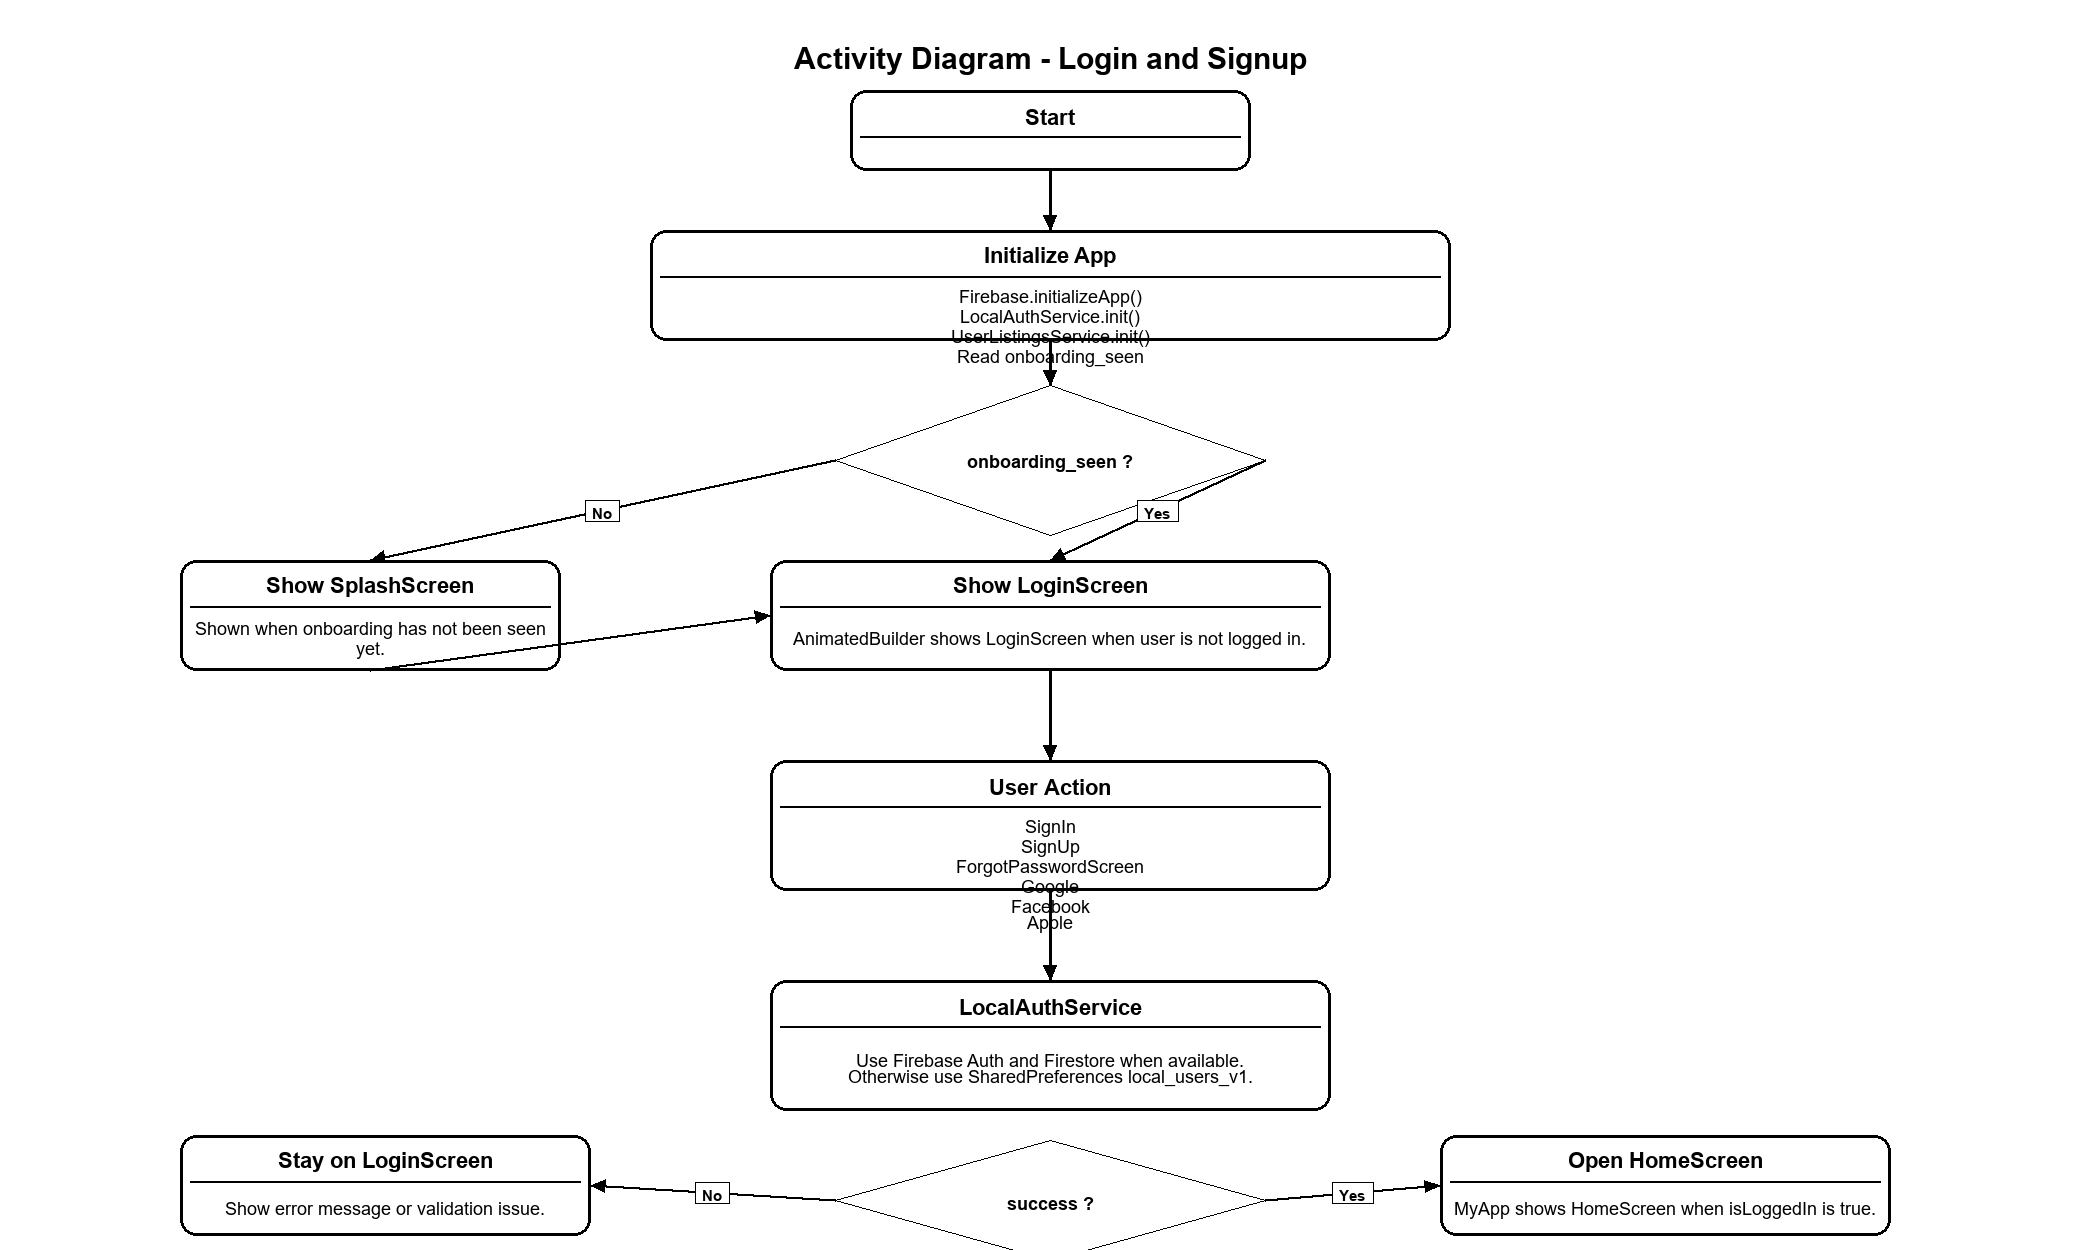 Activity Diagram - Login and Signup
Start
Initialize App
Firebase.initializeApp()
LocalAuthService.init()
UserListingsService.init()
Read onboarding_seen
onboarding_seen ?
No
Yes
Show SplashScreen
Shown when onboarding has not been seen
yet.
Show LoginScreen
AnimatedBuilder shows LoginScreen when user is not logged in.
User Action
SignIn
SignUp
ForgotPasswordScreen
Google
Facebook
Apple
LocalAuthService
Use Firebase Auth and Firestore when available.
Otherwise use SharedPreferences local_users_v1.
Stay on LoginScreen
Show error message or validation issue.
No
success ?
Yes
Open HomeScreen
MyApp shows HomeScreen when isLoggedIn is true.